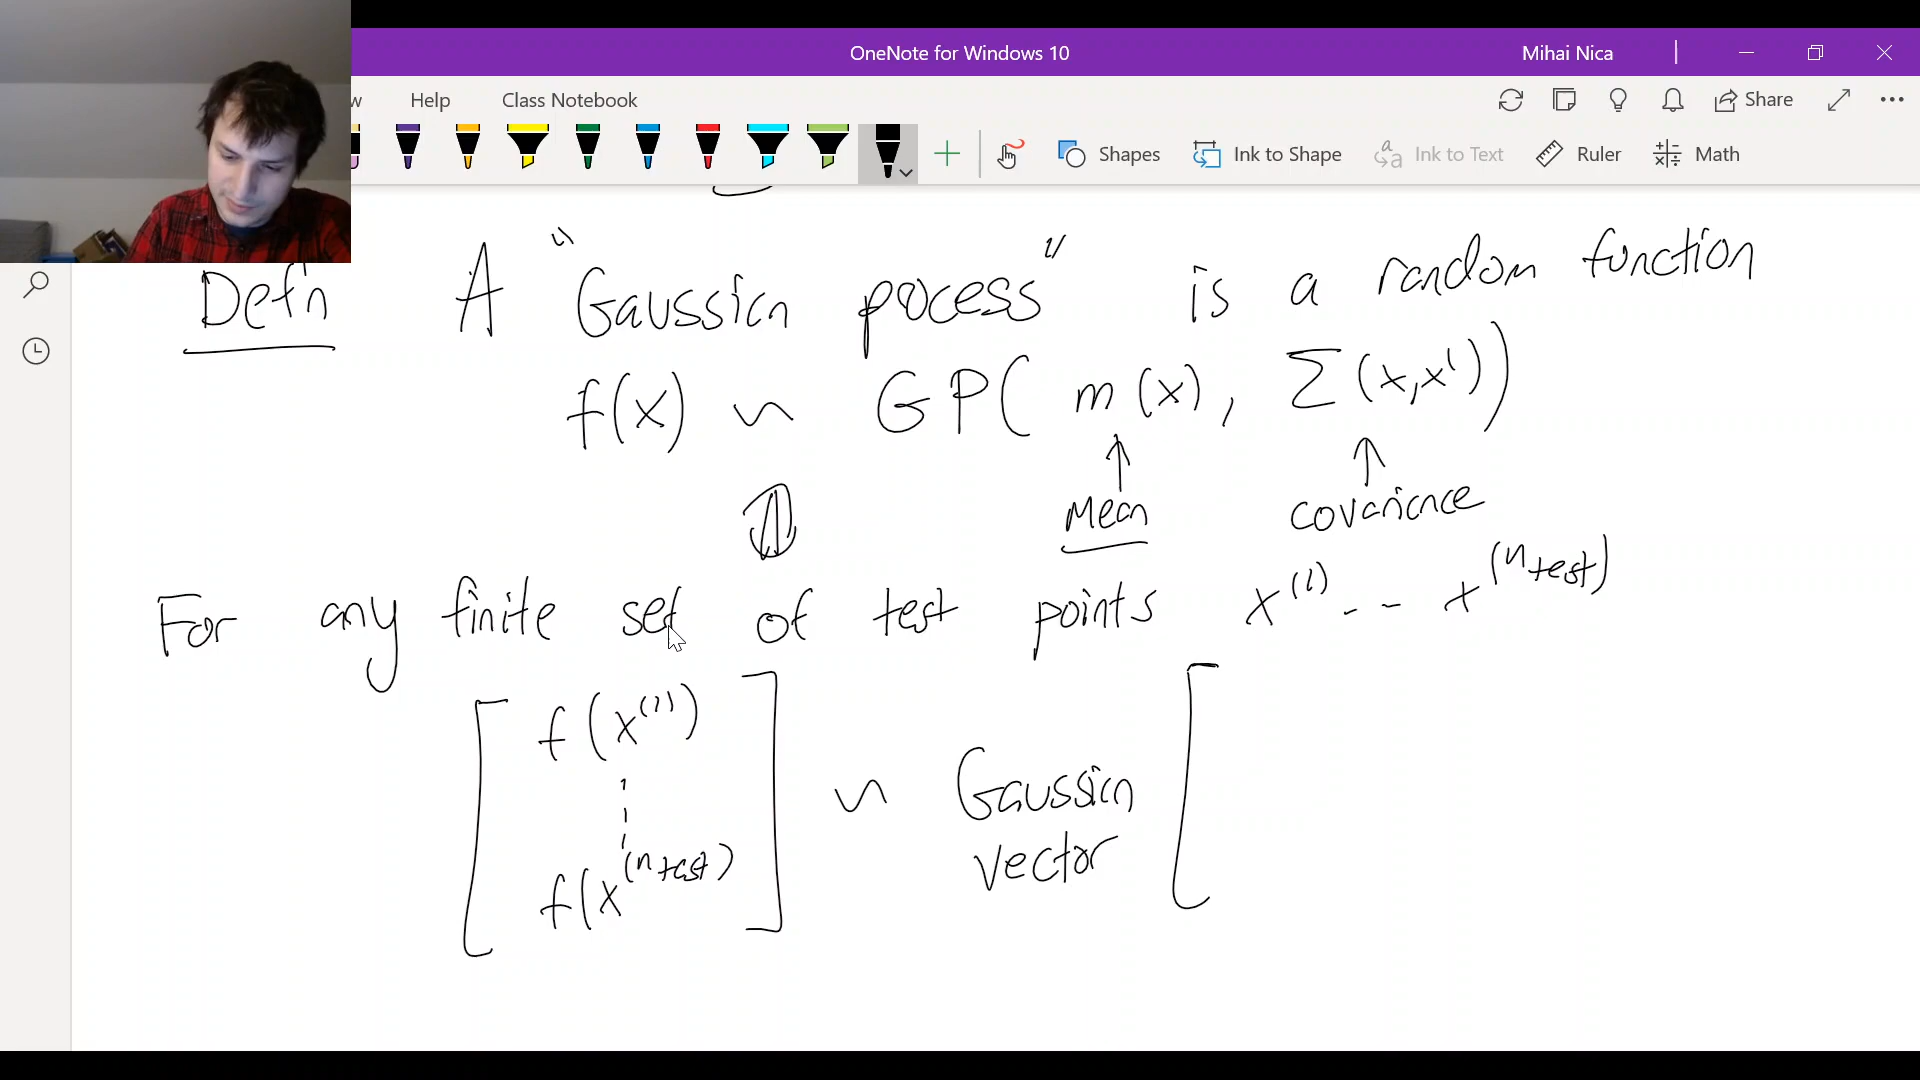 OneNote for Windows 10
Mihai Nica
w Help Class Notebook
Share
Shapes Ink to Shape Ink to Text Ruler Math
Defn A "Gaussian pocess" is a random function
f(x) ~ GP( m(x), Σ(x,x'))
↑ ↑
⇕ Mean covariance
For any finite set of test points x^(1) -- x^(n_test)
[ f(x^(1)) ⋮ f(x^(n_test)) ] ~ Gaussian vector [